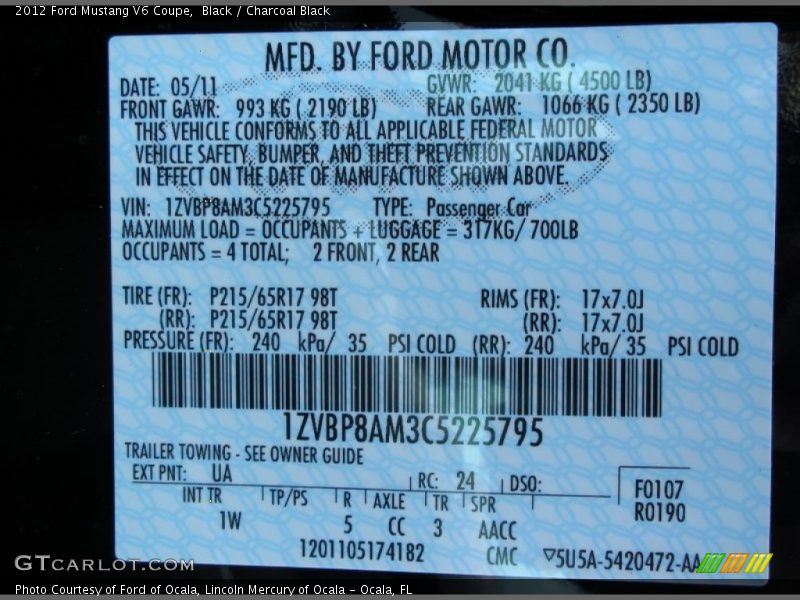 2012 Ford Mustang V6 Coupe,  Black / Charcoal Black
MFD. BY FORD MOTOR CO.
DATE: 05/11 GVWR: 2041 KG ( 4500 LB)
FRONT GAWR: 993 KG ( 2190 LB) REAR GAWR: 1066 KG ( 2350 LB)
THIS VEHICLE CONFORMS TO ALL APPLICABLE FEDERAL MOTOR
VEHICLE SAFETY, BUMPER, AND THEFT PREVENTION STANDARDS
IN EFFECT ON THE DATE OF MANUFACTURE SHOWN ABOVE.
VIN: 1ZVBP8AM3C5225795 TYPE: Passenger Car
MAXIMUM LOAD = OCCUPANTS + LUGGAGE = 317KG/ 700LB
OCCUPANTS = 4 TOTAL; 2 FRONT, 2 REAR
TIRE (FR): P215/65R17 98T RIMS (FR): 17x7.0J
(RR): P215/65R17 98T (RR): 17x7.0J
PRESSURE (FR): 240 kPa/ 35 PSI COLD (RR): 240 kPa/ 35 PSI COLD
1ZVBP8AM3C5225795
TRAILER TOWING - SEE OWNER GUIDE
EXT PNT: UA RC: 24 DSO: F0107
INT TR TP/PS R AXLE TR SPR R0190
1W 5 CC 3 AACC
1201105174182 CMC ▽5U5A-5420472-AA
GTCARLOT.COM
Photo Courtesy of Ford of Ocala, Lincoln Mercury of Ocala - Ocala, FL